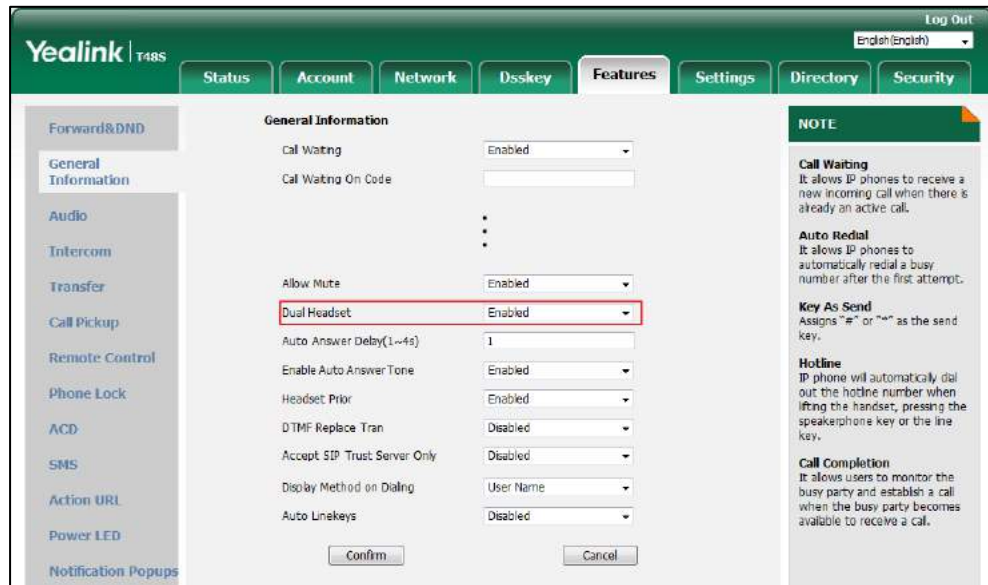 Log Out
English(English)
Yealink T48S
Status Account Network Dsskey Features Settings Directory Security
Forward&DND
General
Information
Audio
Intercom
Transfer
Call Pickup
Remote Control
Phone Lock
ACD
SMS
Action URL
Power LED
Notification Popups
General Information
Call Waiting Enabled
Call Waiting On Code
Allow Mute Enabled
Dual Headset Enabled
Auto Answer Delay(1~4s) 1
Enable Auto Answer Tone Enabled
Headset Prior Enabled
DTMF Replace Tran Disabled
Accept SIP Trust Server Only Disabled
Display Method on Dialing User Name
Auto Linekeys Disabled
Confirm Cancel
NOTE
Call Waiting
It allows IP phones to receive a
new incoming call when there is
already an active call.
Auto Redial
It allows IP phones to
automatically redial a busy
number after the first attempt.
Key As Send
Assigns "#" or "*" as the send
key.
Hotline
IP phone will automatically dial
out the hotline number when
lifting the handset, pressing the
speakerphone key or the line
key.
Call Completion
It allows users to monitor the
busy party and establish a call
when the busy party becomes
available to receive a call.